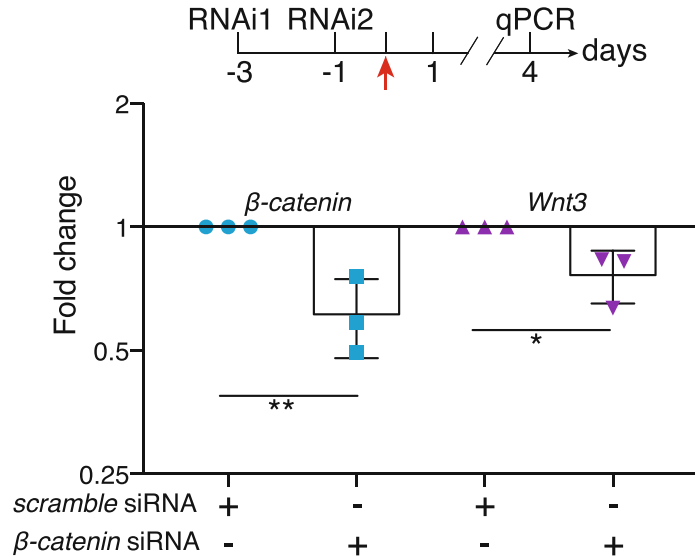 RNAi1 RNAi2 qPCR
-3 -1 1 4 days
2
β-catenin Wnt3
1
Fold change
0.5
*
**
0.25
scramble siRNA + - + -
β-catenin siRNA - + - +